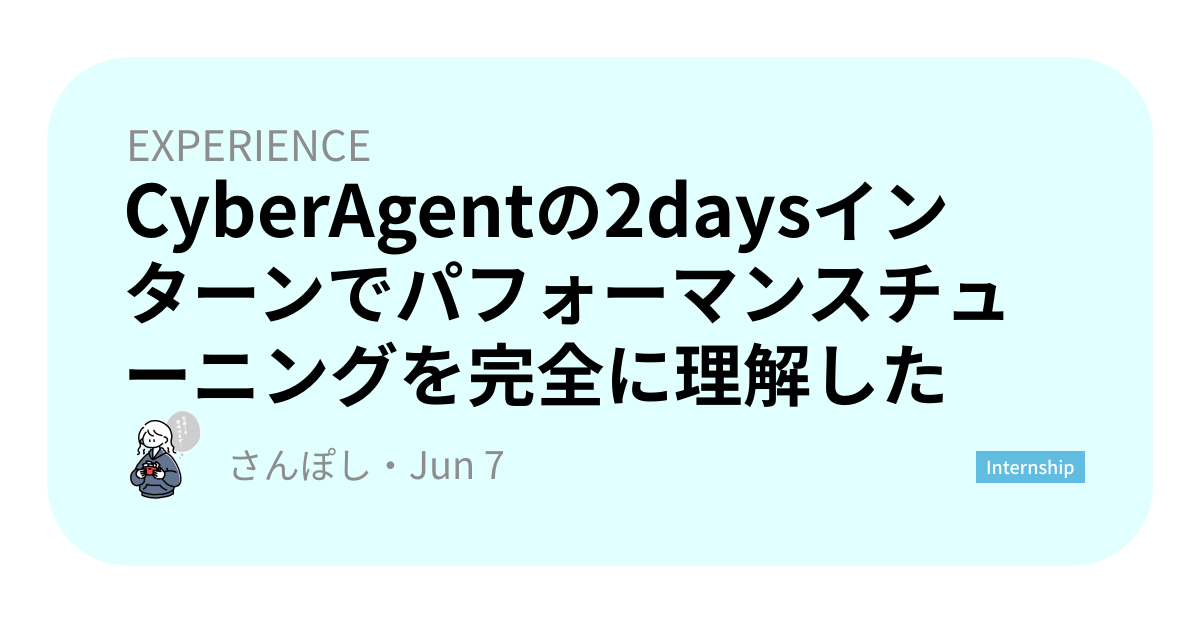 EXPERIENCE
CyberAgentの2daysイン
ターンでパフォーマンスチュ
ーニングを完全に理解した
さんぽし・Jun 7
Internship